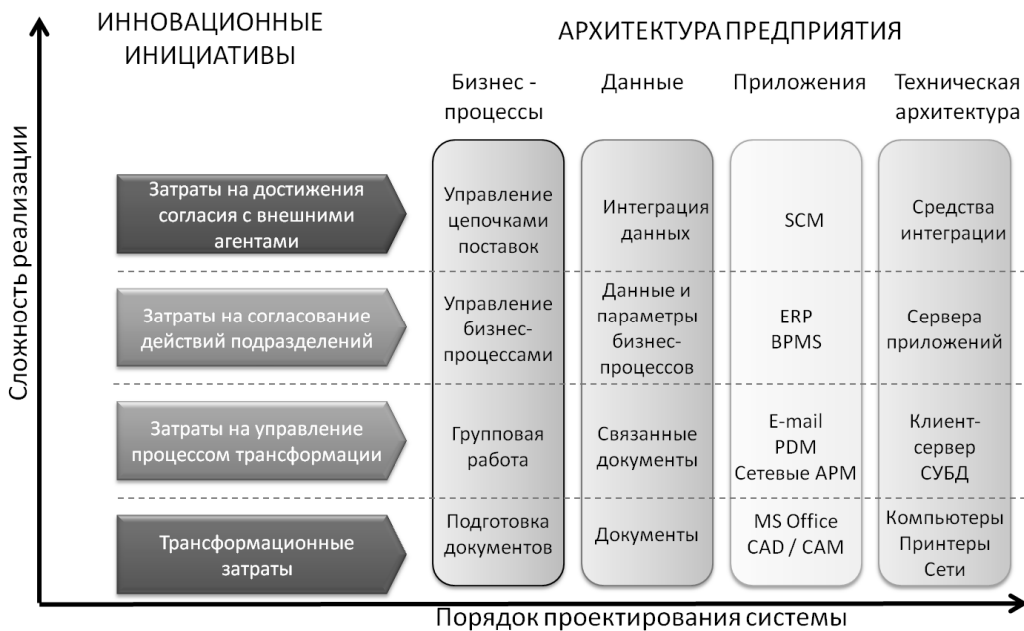 ИННОВАЦИОННЫЕ
ИНИЦИАТИВЫ
АРХИТЕКТУРА ПРЕДПРИЯТИЯ
Бизнес -
процессы
Данные
Приложения
Техническая
архитектура
Сложность реализации
Затраты на достижения
согласия с внешними
агентами
Управление
цепочками
поставок
Интеграция
данных
SCM
Средства
интеграции
Затраты на согласование
действий подразделений
Управление
бизнес-
процессами
Данные и
параметры
бизнес-
процессов
ERP
BPMS
Сервера
приложений
Затраты на управление
процессом трансформации
Групповая
работа
Связанные
документы
E-mail
PDM
Сетевые АРМ
Клиент-
сервер
СУБД
Трансформационные
затраты
Подготовка
документов
Документы
MS Office
CAD / CAM
Компьютеры
Принтеры
Сети
Порядок проектирования системы